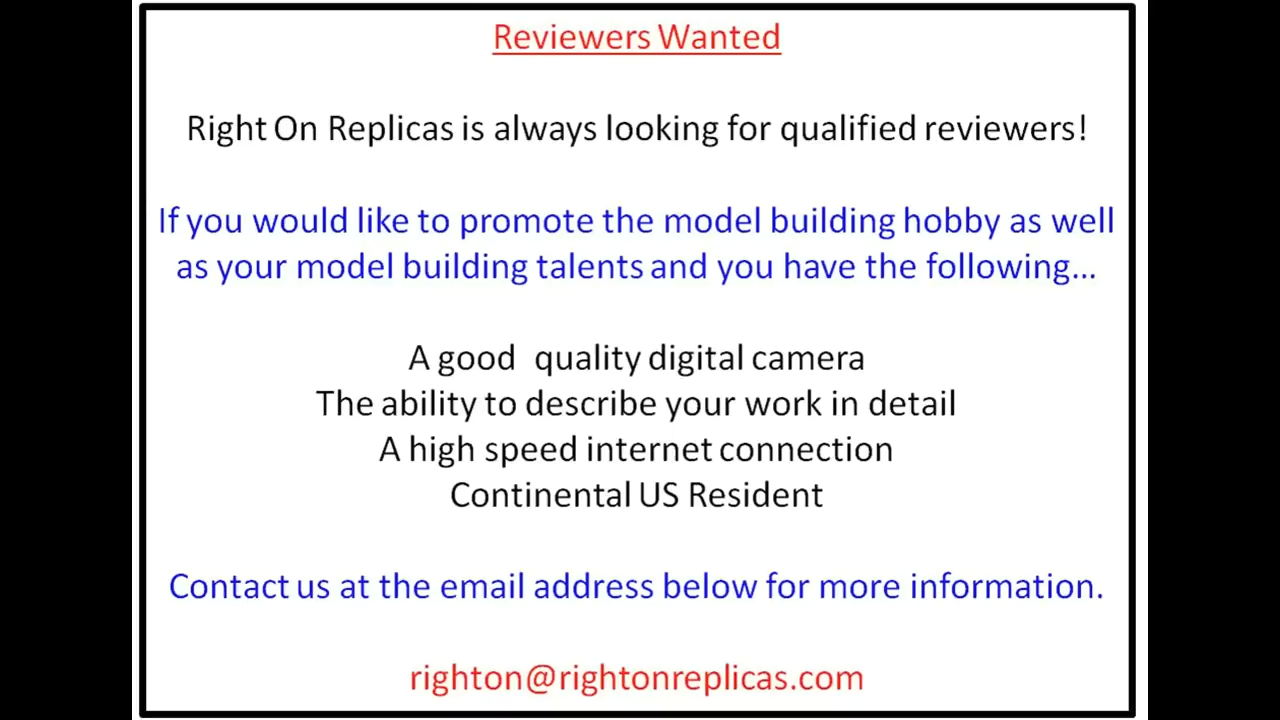 Reviewers Wanted
Right On Replicas is always looking for qualified reviewers!
If you would like to promote the model building hobby as well
as your model building talents and you have the following...
A good quality digital camera
The ability to describe your work in detail
A high speed internet connection
Continental US Resident
Contact us at the email address below for more information.
righton@rightonreplicas.com